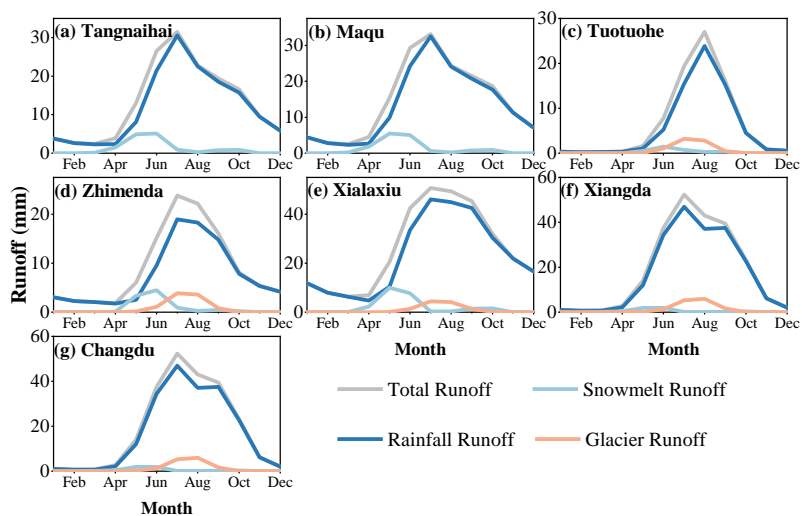 (a) Tangnaihai
(b) Maqu
(c) Tuotuohe
30
20
10
0
30
20
10
0
30
20
10
0
Feb Apr Jun Aug Oct Dec
Feb Apr Jun Aug Oct Dec
Feb Apr Jun Aug Oct Dec
(d) Zhimenda
(e) Xialaxiu
(f) Xiangda
Runoff (mm)
20
10
0
40
20
0
60
40
20
0
Feb Apr Jun Aug Oct Dec
Feb Apr Jun Aug Oct Dec
Feb Apr Jun Aug Oct Dec
Month
Month
(g) Changdu
60
40
20
0
Feb Apr Jun Aug Oct Dec
Month
Total Runoff
Snowmelt Runoff
Rainfall Runoff
Glacier Runoff